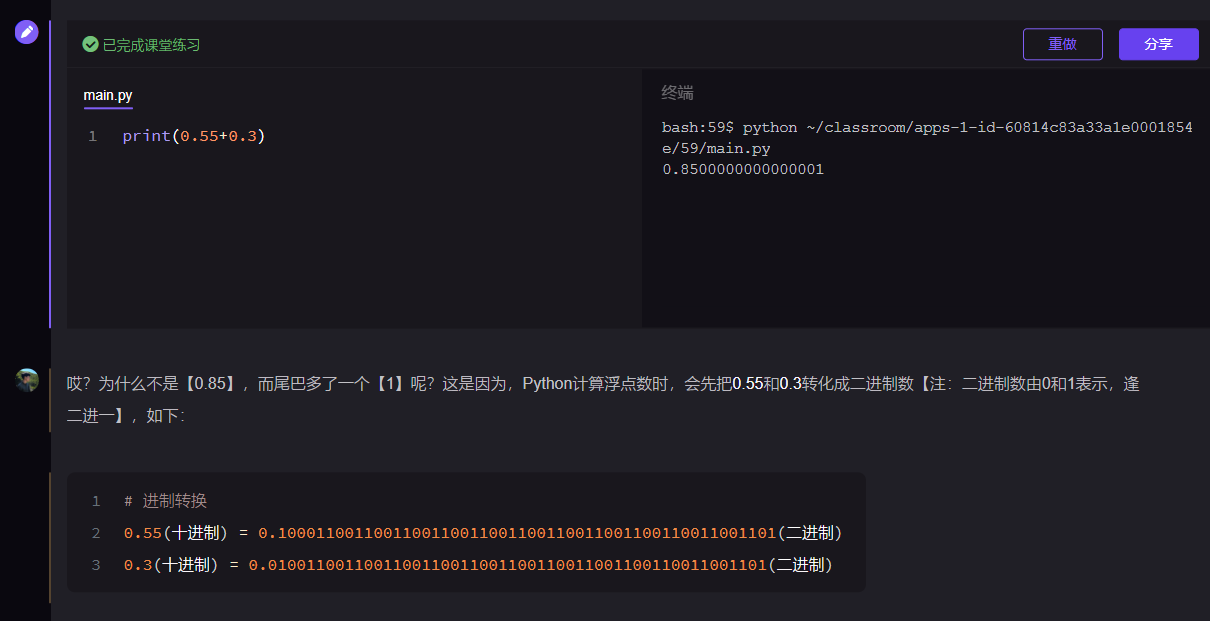 已完成课堂练习
重做
分享
main.py
终端
1 print(0.55+0.3)
bash:59$ python ~/classroom/apps-1-id-60814c83a33a1e0001854
e/59/main.py
0.8500000000000001
哎？为什么不是【0.85】，而尾巴多了一个【1】呢？这是因为，Python计算浮点数时，会先把0.55和0.3转化成二进制数【注：二进制数由0和1表示，逢
二进一】，如下：
1 # 进制转换
2 0.55(十进制) = 0.10001100110011001100110011001100110011001100110011001101(二进制)
3 0.3(十进制) = 0.010011001100110011001100110011001100110011001100110011001101(二进制)